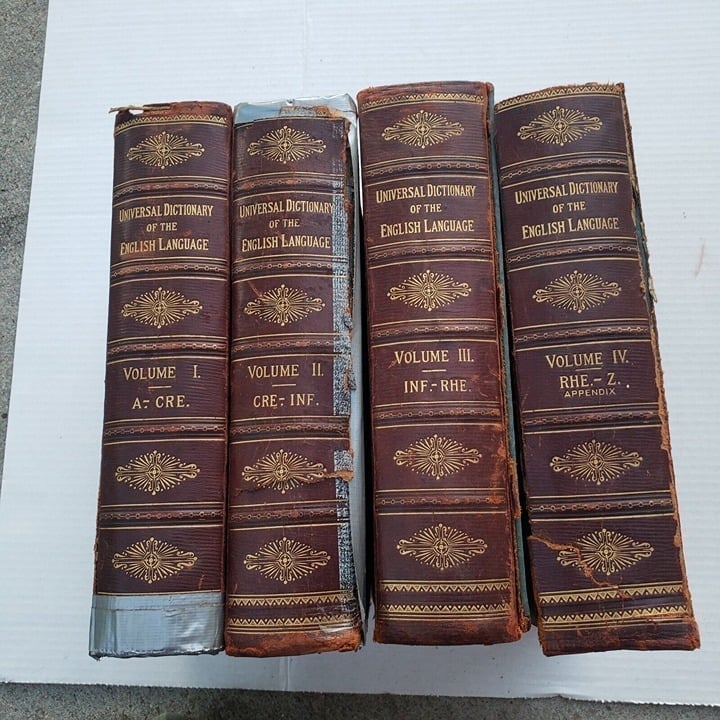 UNIVERSAL DICTIONARY
OF THE
ENGLISH LANGUAGE
VOLUME I.
A-CRE.
UNIVERSAL DICTIONARY
OF THE
ENGLISH LANGUAGE
VOLUME II.
CRE-INF.
UNIVERSAL DICTIONARY
OF THE
ENGLISH LANGUAGE
VOLUME III.
INF.-RHE.
UNIVERSAL DICTIONARY
OF THE
ENGLISH LANGUAGE
VOLUME IV.
RHE.-Z.
APPENDIX